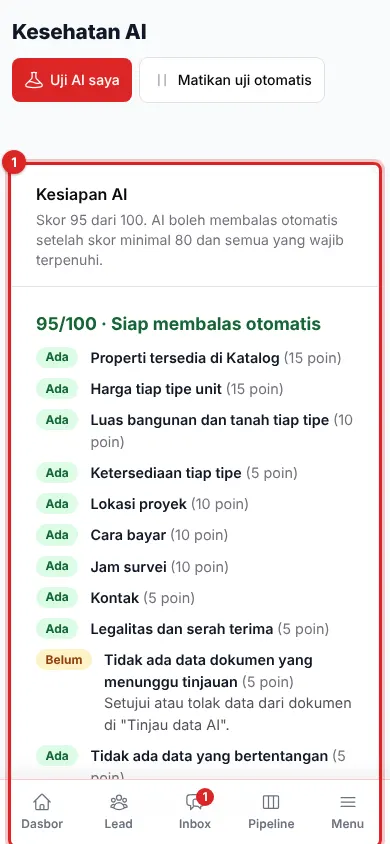 Kesehatan AI
Uji AI saya
Matikan uji otomatis
1
Kesiapan AI
Skor 95 dari 100. AI boleh membalas otomatis
setelah skor minimal 80 dan semua yang wajib
terpenuhi.
95/100 · Siap membalas otomatis
Ada Properti tersedia di Katalog (15 poin)
Ada Harga tiap tipe unit (15 poin)
Ada Luas bangunan dan tanah tiap tipe (10
poin)
Ada Ketersediaan tiap tipe (5 poin)
Ada Lokasi proyek (10 poin)
Ada Cara bayar (10 poin)
Ada Jam survei (10 poin)
Ada Kontak (5 poin)
Ada Legalitas dan serah terima (5 poin)
Belum Tidak ada data dokumen yang
menunggu tinjauan (5 poin)
Setujui atau tolak data dari dokumen
di "Tinjau data AI".
Ada Tidak ada data yang bertentangan (5
poin)
1
Dasbor Lead Inbox Pipeline Menu